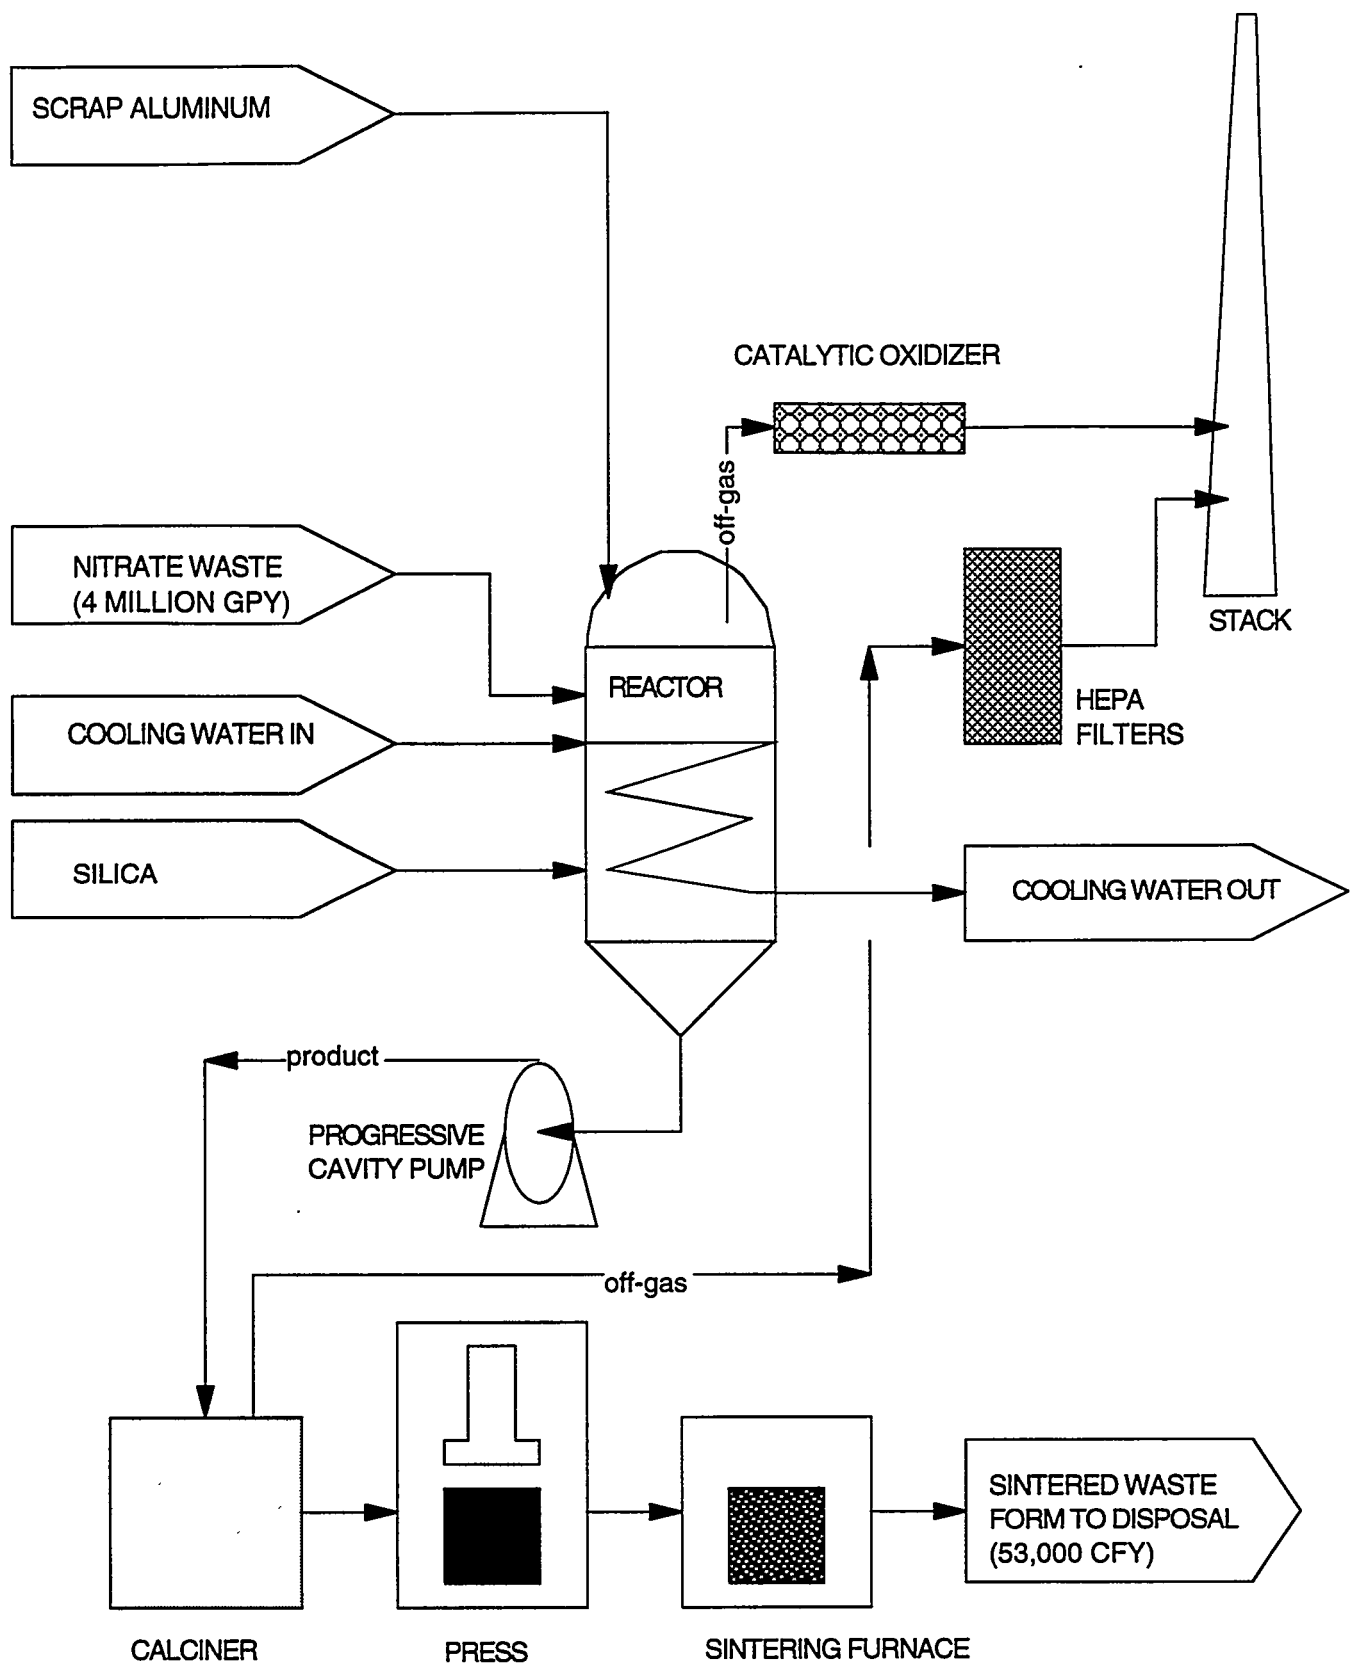 SCRAP ALUMINUM
CATALYTIC OXIDIZER
off-gas
NITRATE WASTE
(4 MILLION GPY)
STACK
REACTOR
HEPA
FILTERS
COOLING WATER IN
SILICA
COOLING WATER OUT
product
PROGRESSIVE
CAVITY PUMP
off-gas
SINTERED WASTE
FORM TO DISPOSAL
(53,000 CFY)
CALCINER
PRESS
SINTERING FURNACE